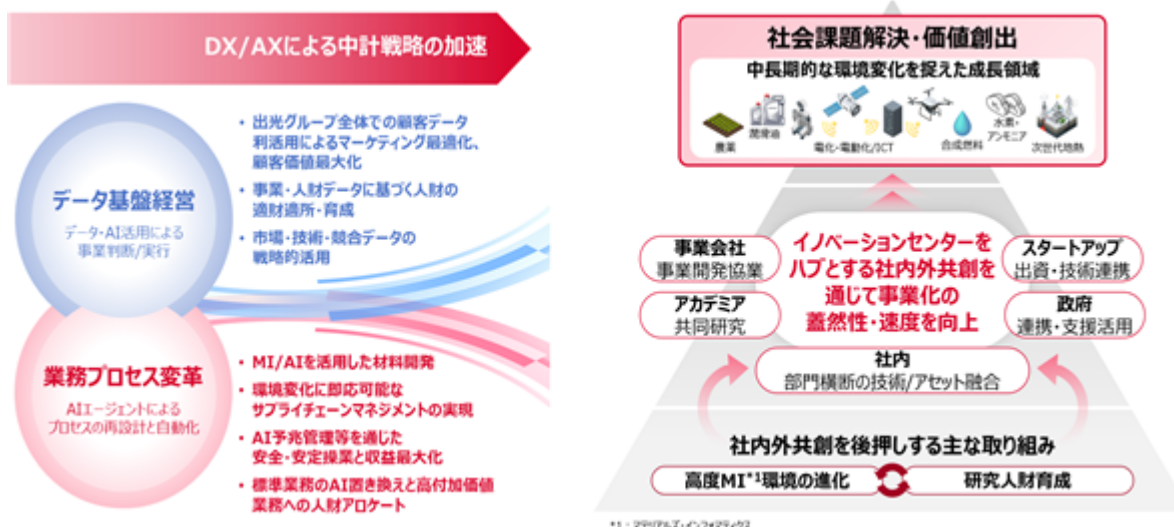 DX/AXによる中計戦略の加速
データ基盤経営
データ・AI活用による
事業判断/実行
• 出光グループ全体での顧客データ
利活用によるマーケティング最適化、
顧客価値最大化
• 事業・人財データに基づく人財の
適財適所・育成
• 市場・技術・競合データの
戦略的活用
業務プロセス変革
AIエージェントによる
プロセスの再設計と自動化
• MI/AIを活用した材料開発
• 環境変化に即応可能な
サプライチェーンマネジメントの実現
• AI予兆管理等を通じた
安全・安定操業と収益最大化
• 標準業務のAI置き換えと高付加価値
業務への人財アロケート
社会課題解決・価値創出
中長期的な環境変化を捉えた成長領域
農業
潤滑油
電化・電動化/ICT
合成燃料
水素・
アンモニア
次世代地熱
事業会社
事業開発協業
アカデミア
共同研究
イノベーションセンターを
ハブとする社内外共創を
通じて事業化の
蓋然性・速度を向上
スタートアップ
出資・技術連携
政府
連携・支援活用
社内
部門横断の技術/アセット融合
社内外共創を後押しする主な取り組み
高度MI*1環境の進化
研究人財育成
*1：マテリアルズ・インフォマティクス